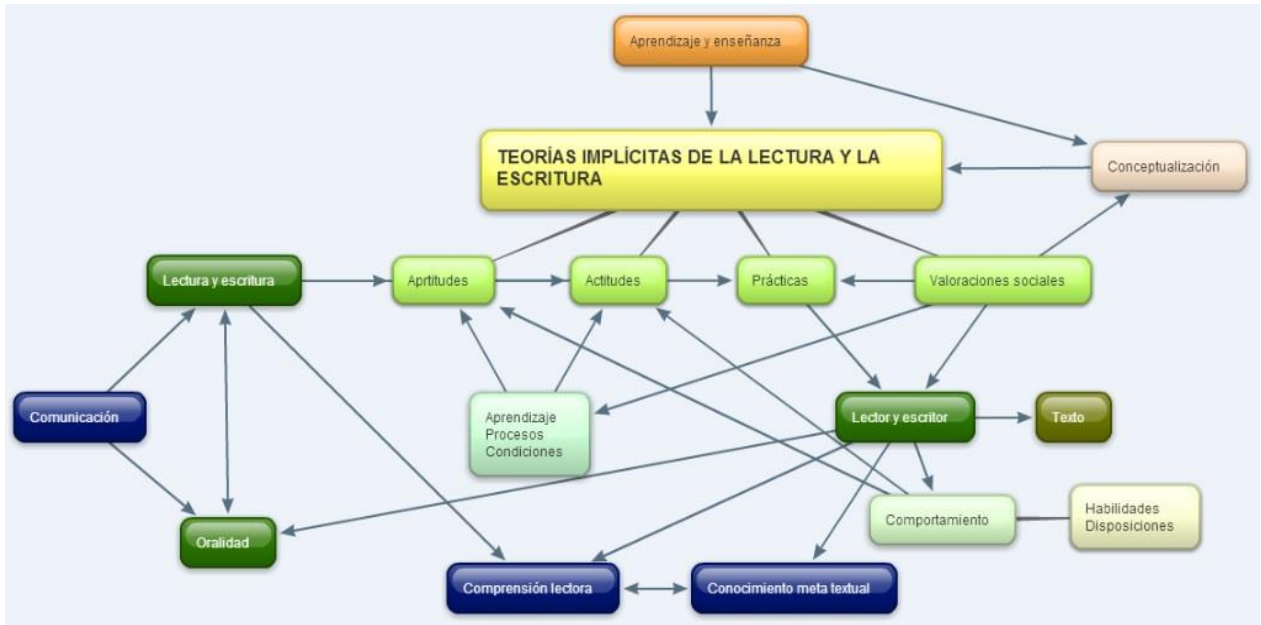 Aprendizaje y enseñanza
TEORÍAS IMPLÍCITAS DE LA LECTURA Y LA
ESCRITURA
Conceptualización
Lectura y escritura
Aprtitudes
Actitudes
Prácticas
Valoraciones sociales
Comunicación
Aprendizaje
Procesos
Condiciones
Lector y escritor
Texto
Oralidad
Comportamiento
Habilidades
Disposiciones
Comprensión lectora
Conocimiento meta textual